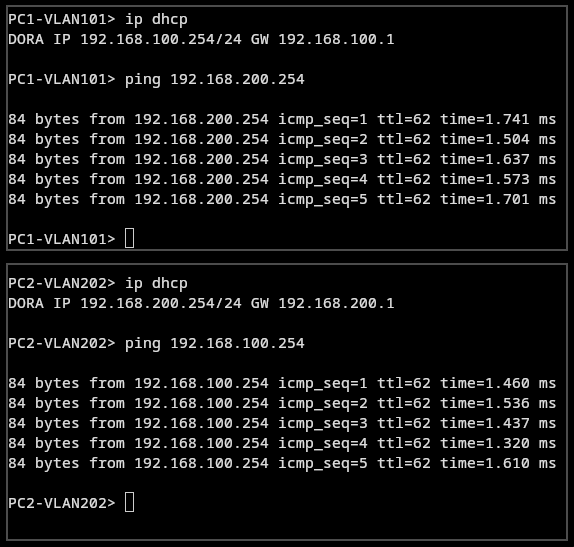 PC1-VLAN101> ip dhcp
DORA IP 192.168.100.254/24 GW 192.168.100.1
PC1-VLAN101> ping 192.168.200.254
84 bytes from 192.168.200.254 icmp_seq=1 ttl=62 time=1.741 ms
84 bytes from 192.168.200.254 icmp_seq=2 ttl=62 time=1.504 ms
84 bytes from 192.168.200.254 icmp_seq=3 ttl=62 time=1.637 ms
84 bytes from 192.168.200.254 icmp_seq=4 ttl=62 time=1.573 ms
84 bytes from 192.168.200.254 icmp_seq=5 ttl=62 time=1.701 ms
PC1-VLAN101>
PC2-VLAN202> ip dhcp
DORA IP 192.168.200.254/24 GW 192.168.200.1
PC2-VLAN202> ping 192.168.100.254
84 bytes from 192.168.100.254 icmp_seq=1 ttl=62 time=1.460 ms
84 bytes from 192.168.100.254 icmp_seq=2 ttl=62 time=1.536 ms
84 bytes from 192.168.100.254 icmp_seq=3 ttl=62 time=1.437 ms
84 bytes from 192.168.100.254 icmp_seq=4 ttl=62 time=1.320 ms
84 bytes from 192.168.100.254 icmp_seq=5 ttl=62 time=1.610 ms
PC2-VLAN202>